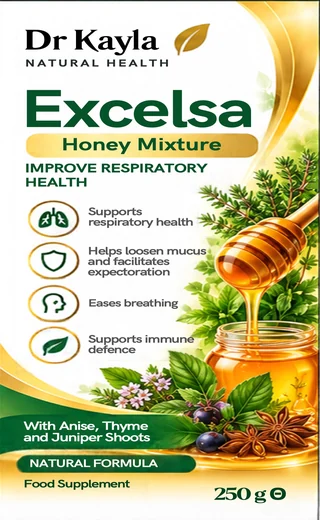 Dr Kayla
NATURAL HEALTH
Excelsa
Honey Mixture
IMPROVE RESPIRATORY
HEALTH
Supports
respiratory health
Helps loosen mucus
and facilitates
expectoration
Eases breathing
Supports immune
defence
With Anise, Thyme
and Juniper Shoots
NATURAL FORMULA
Food Supplement
250 g ℮